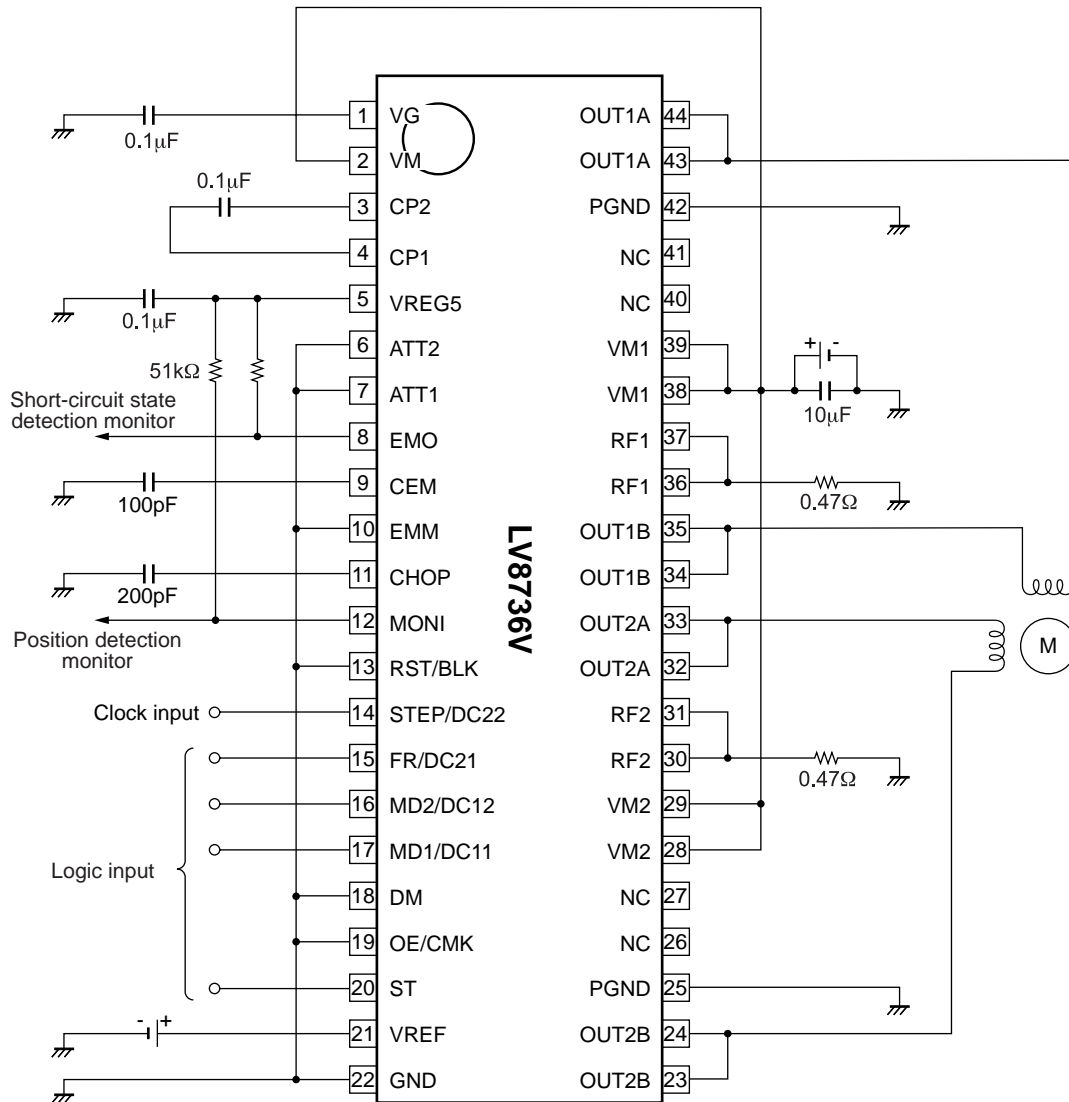 1 VG
0.1µF
2 VM
0.1µF
3 CP2
4 CP1
5 VREG5
0.1µF
6 ATT2
51kΩ
7 ATT1
Short-circuit state
detection monitor
8 EMO
9 CEM
100pF
10 EMM
11 CHOP
200pF
12 MONI
Position detection
monitor
13 RST/BLK
Clock input
14 STEP/DC22
15 FR/DC21
16 MD2/DC12
17 MD1/DC11
Logic input
18 DM
19 OE/CMK
20 ST
- +
21 VREF
22 GND
LV8736V
OUT1A 44
OUT1A 43
PGND 42
NC 41
NC 40
VM1 39
+ -
VM1 38
10µF
RF1 37
RF1 36
0.47Ω
OUT1B 35
OUT1B 34
OUT2A 33
M
OUT2A 32
RF2 31
RF2 30
0.47Ω
VM2 29
VM2 28
NC 27
NC 26
PGND 25
OUT2B 24
OUT2B 23